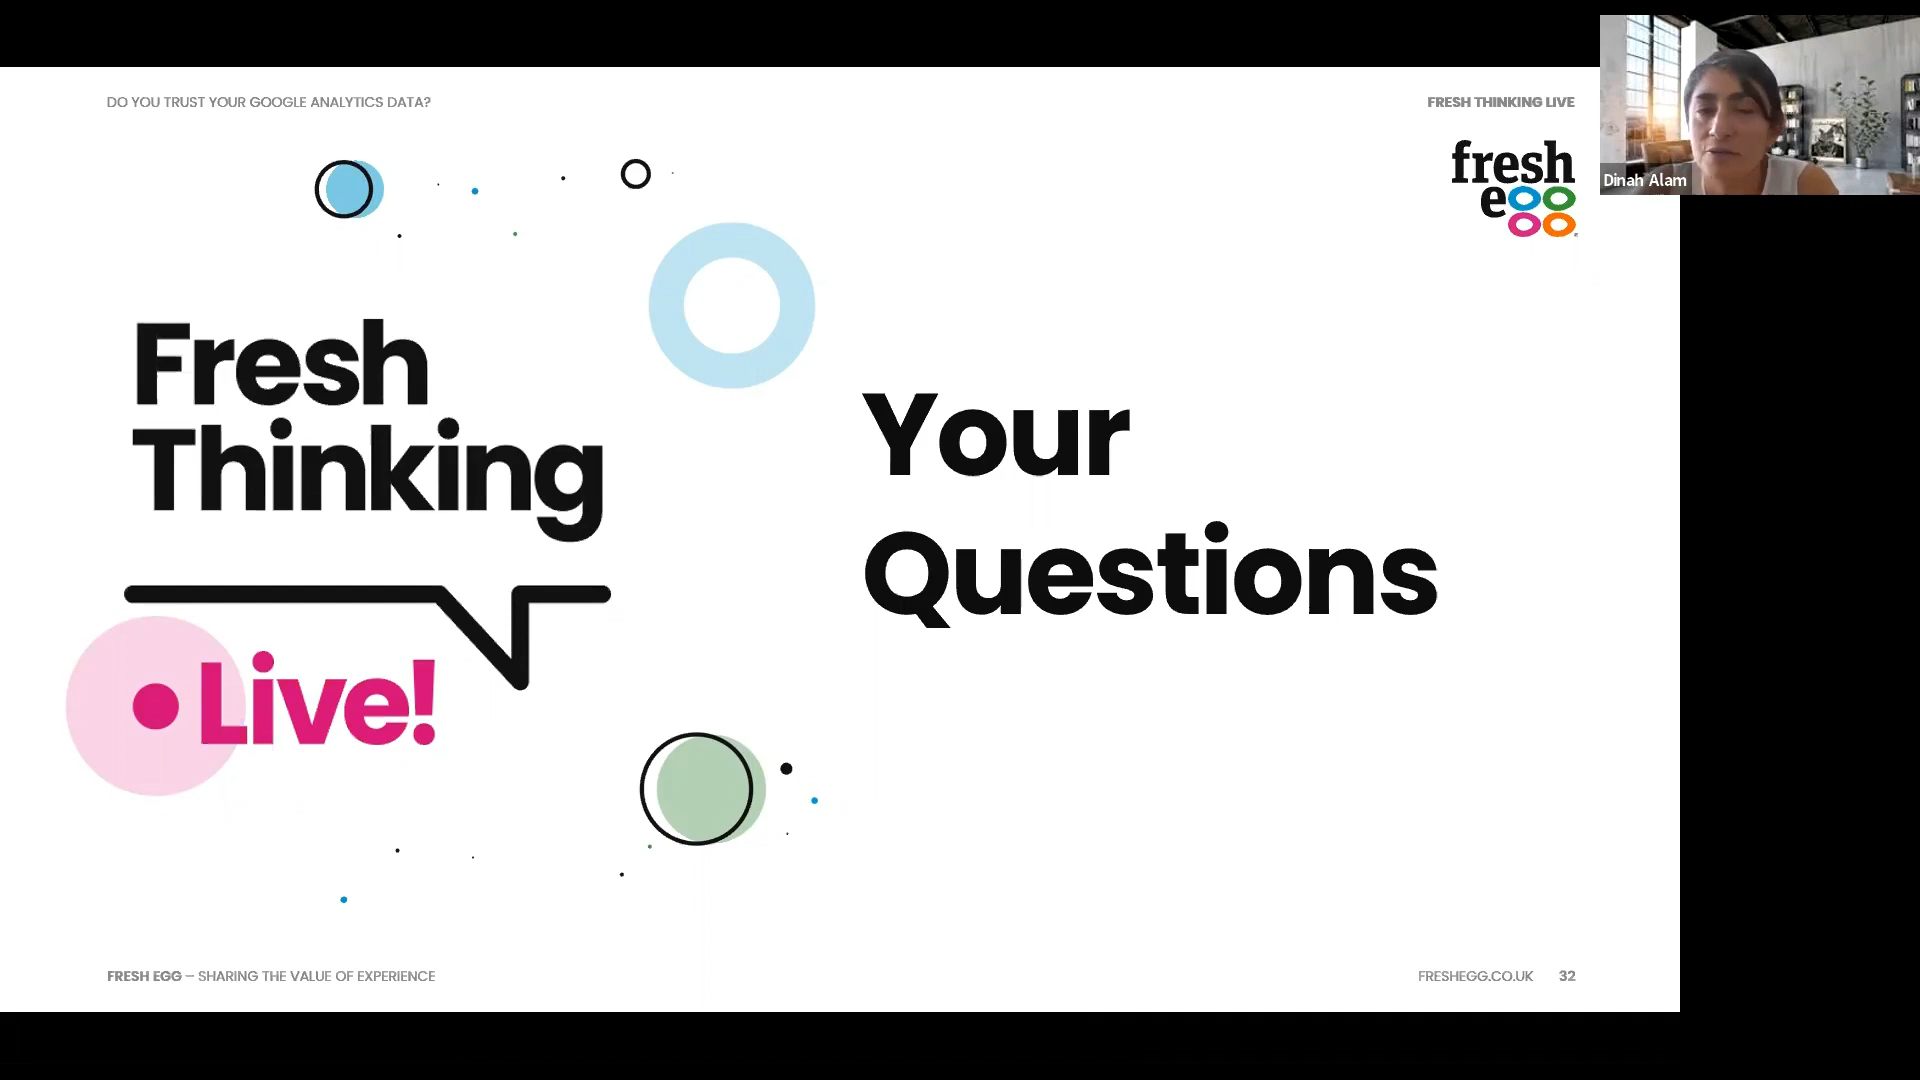 DO YOU TRUST YOUR GOOGLE ANALYTICS DATA?
FRESH THINKING LIVE
fresh
egg
Dinah Alam
Fresh
Thinking
Live!
Your
Questions
FRESH EGG – SHARING THE VALUE OF EXPERIENCE
FRESHEGG.CO.UK 32